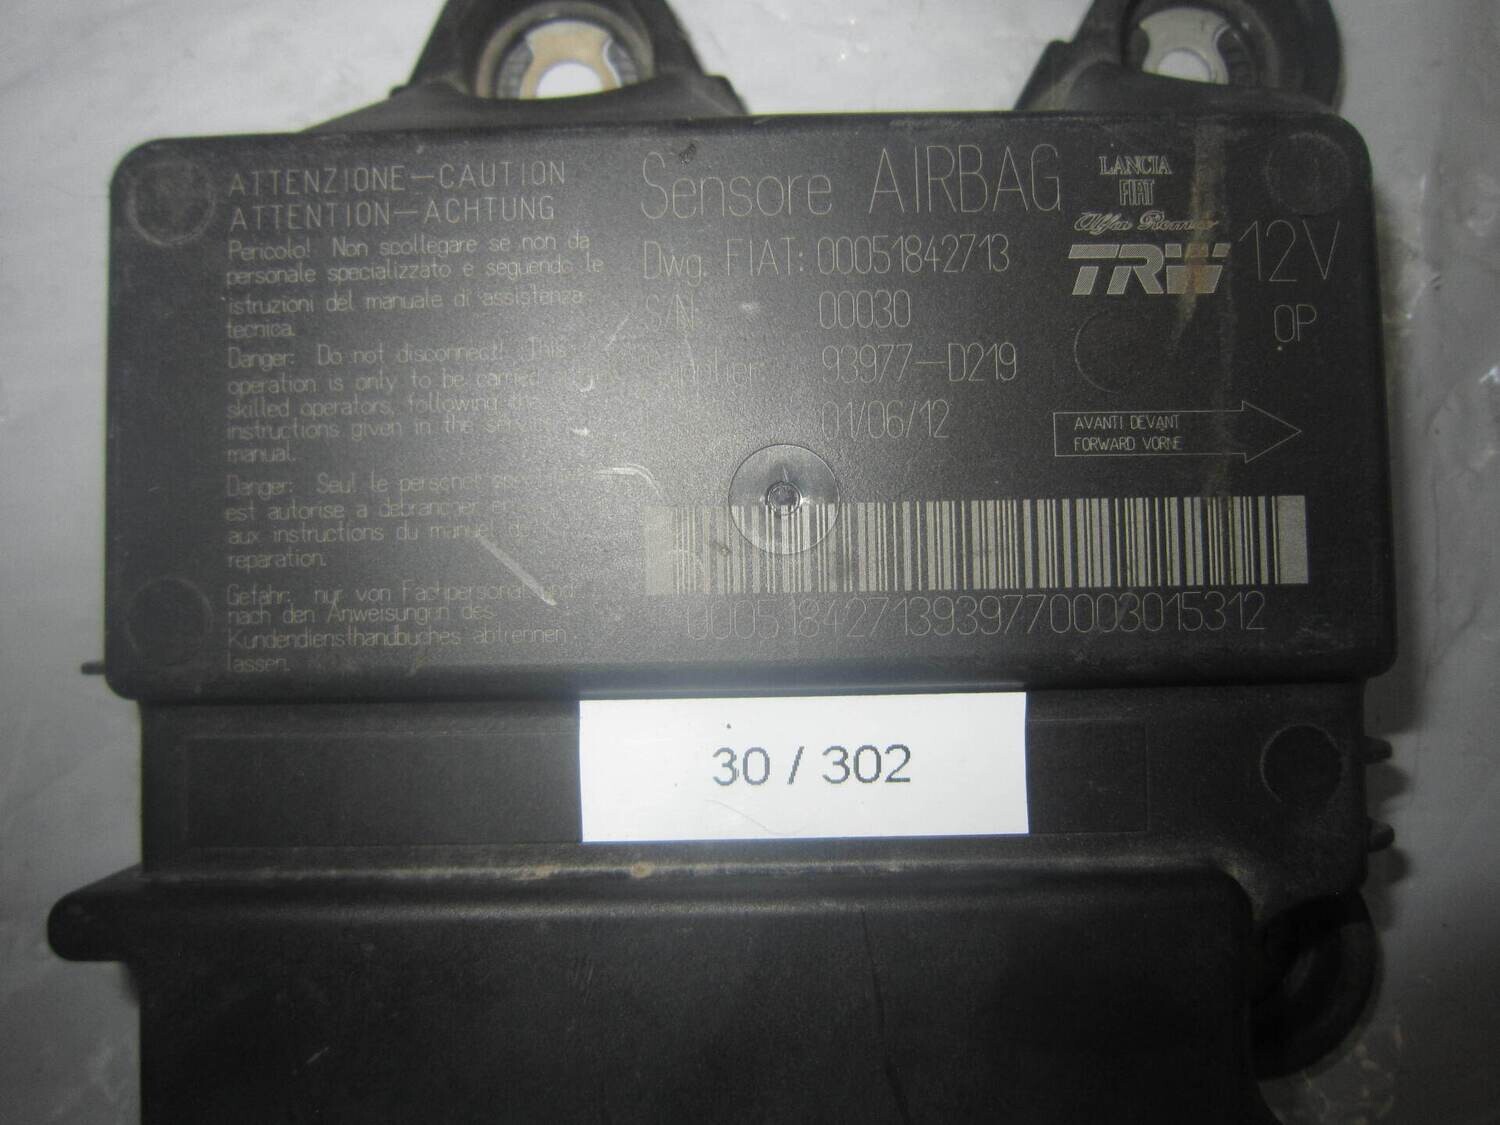 ATTENZIONE-CAUTION
ATTENTION-ACHTUNG
Pericolo! Non scollegare se non da
personale specializzato e seguendo le
istruzioni del manuale di assistenza
tecnica.
Danger: Do not disconnect! This
operation is only to be carried
skilled operators, following the
instructions given in the service
manual.
Danger: Seul le personel
est autorise a debrancher
aux instructions du manuel de
reparation.
Gefahr: nur von Fachpersonal und
nach den Anweisungen des
Kundendiensthandbuches abtrennen
lassen.
Sensore AIRBAG
Dwg. FIAT: 00051842713
S/N 00030
Supplier 93977-D219
01/06/12
LANCIA
FIAT
Alfa Romeo
TRW
12V
OP
AVANTI DEVANT
FORWARD VORNE
0005184271393977000301​5312
30 / 302